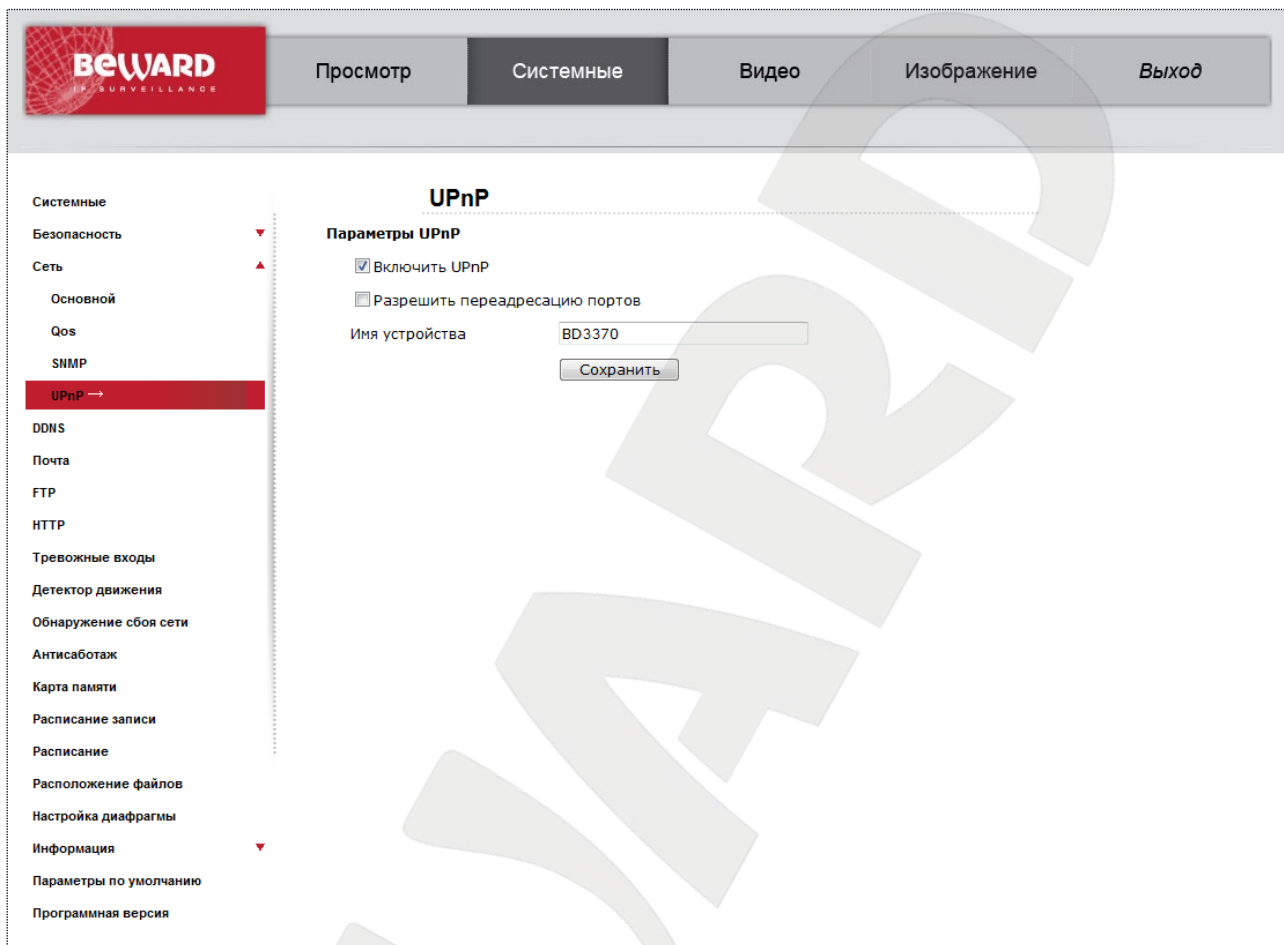 BEWARD
IP SURVEILLANCE
Просмотр
Системные
Видео
Изображение
Выход
Системные
Безопасность
Сеть
Основной
Qos
SNMP
UPnP →
DDNS
Почта
FTP
HTTP
Тревожные входы
Детектор движения
Обнаружение сбоя сети
Антисаботаж
Карта памяти
Расписание записи
Расписание
Расположение файлов
Настройка диафрагмы
Информация
Параметры по умолчанию
Программная версия
UPnP
Параметры UPnP
Включить UPnP
Разрешить переадресацию портов
Имя устройства BD3370
Сохранить
WARD